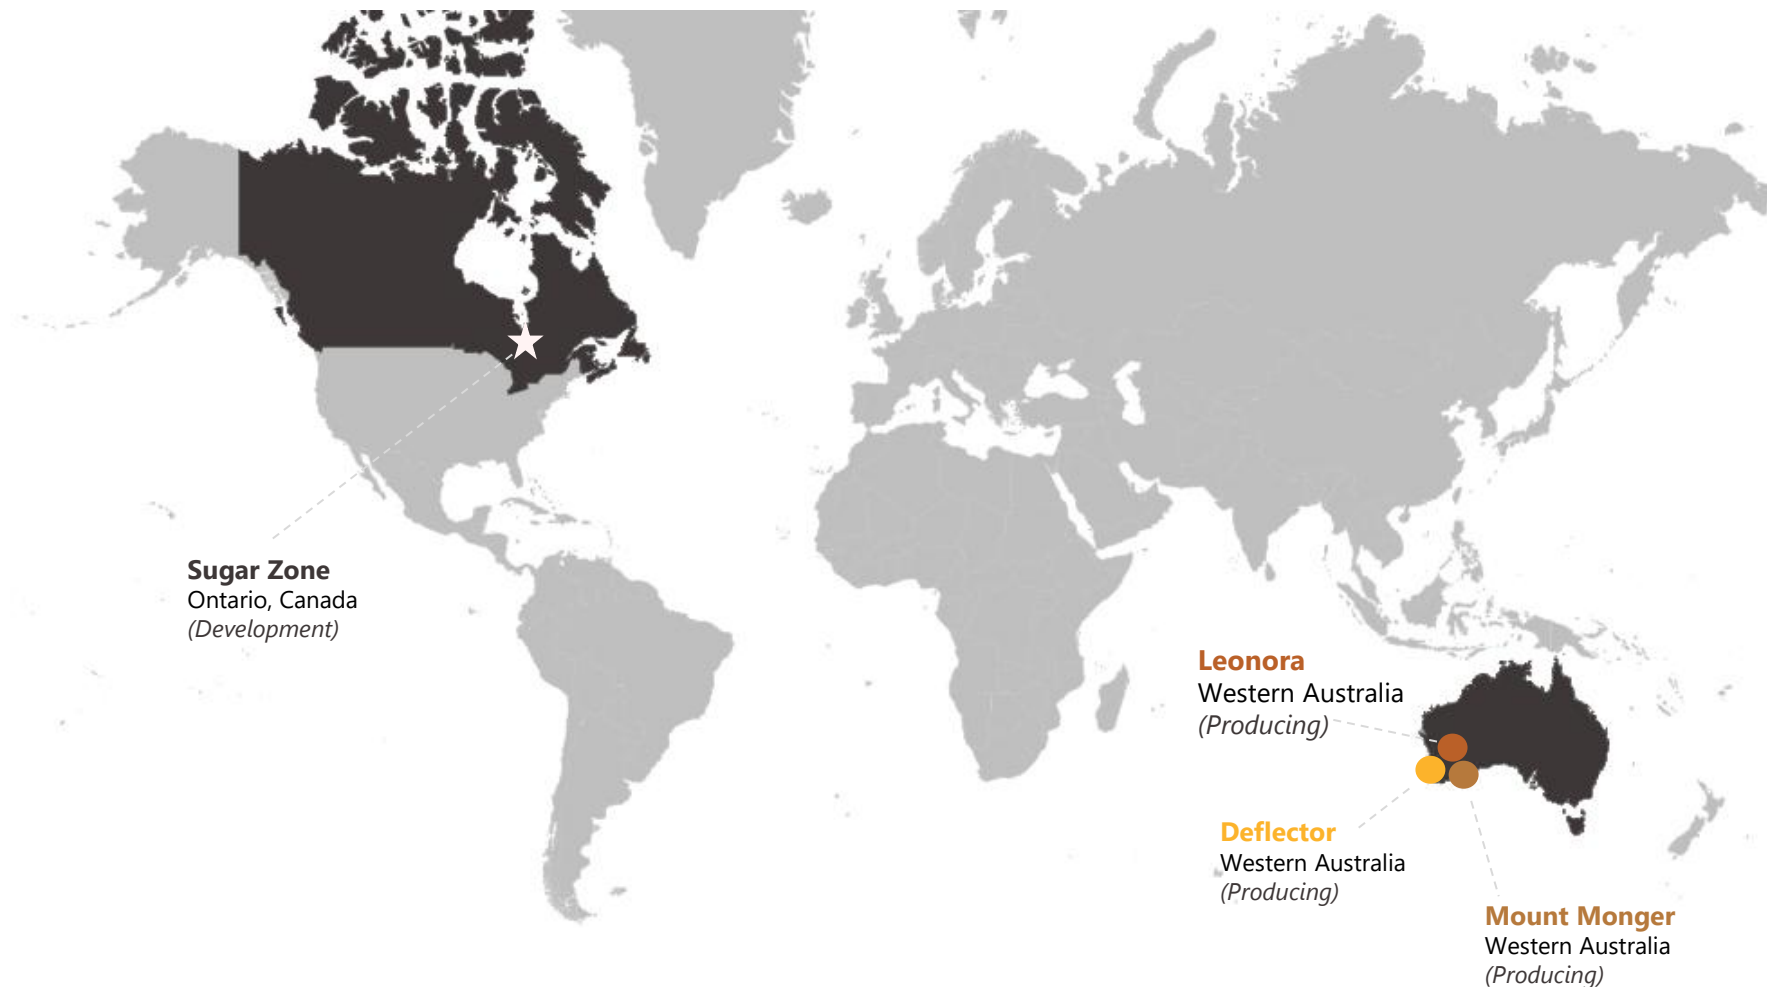 Sugar Zone
Ontario, Canada
(Development)
Leonora
Western Australia
(Producing)
Deflector
Western Australia
(Producing)
Mount Monger
Western Australia
(Producing)